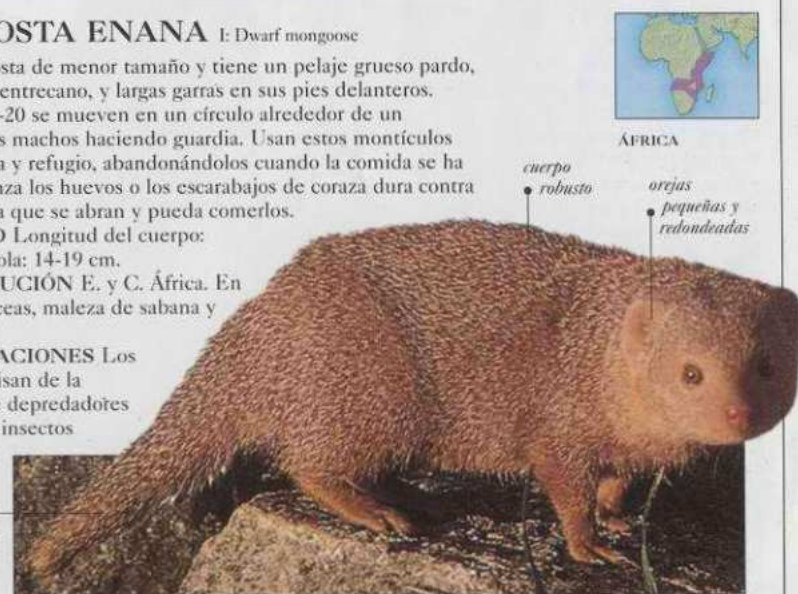 OSTA ENANA I: Dwarf mongoose
sta de menor tamaño y tiene un pelaje grueso pardo,
entrecano, y largas garras en sus pies delanteros.
-20 se mueven en un círculo alrededor de un
s machos haciendo guardia. Usan estos montículos
a y refugio, abandonándolos cuando la comida se ha
nza los huevos o los escarabajos de coraza dura contra
a que se abran y pueda comerlos.
O Longitud del cuerpo:
ola: 14-19 cm.
UCIÓN E. y C. África. En
ceas, maleza de sabana y
ACIONES Los
isan de la
depredadores
insectos
ÁFRICA
cuerpo
robusto
orejas
pequeñas y
redondeadas